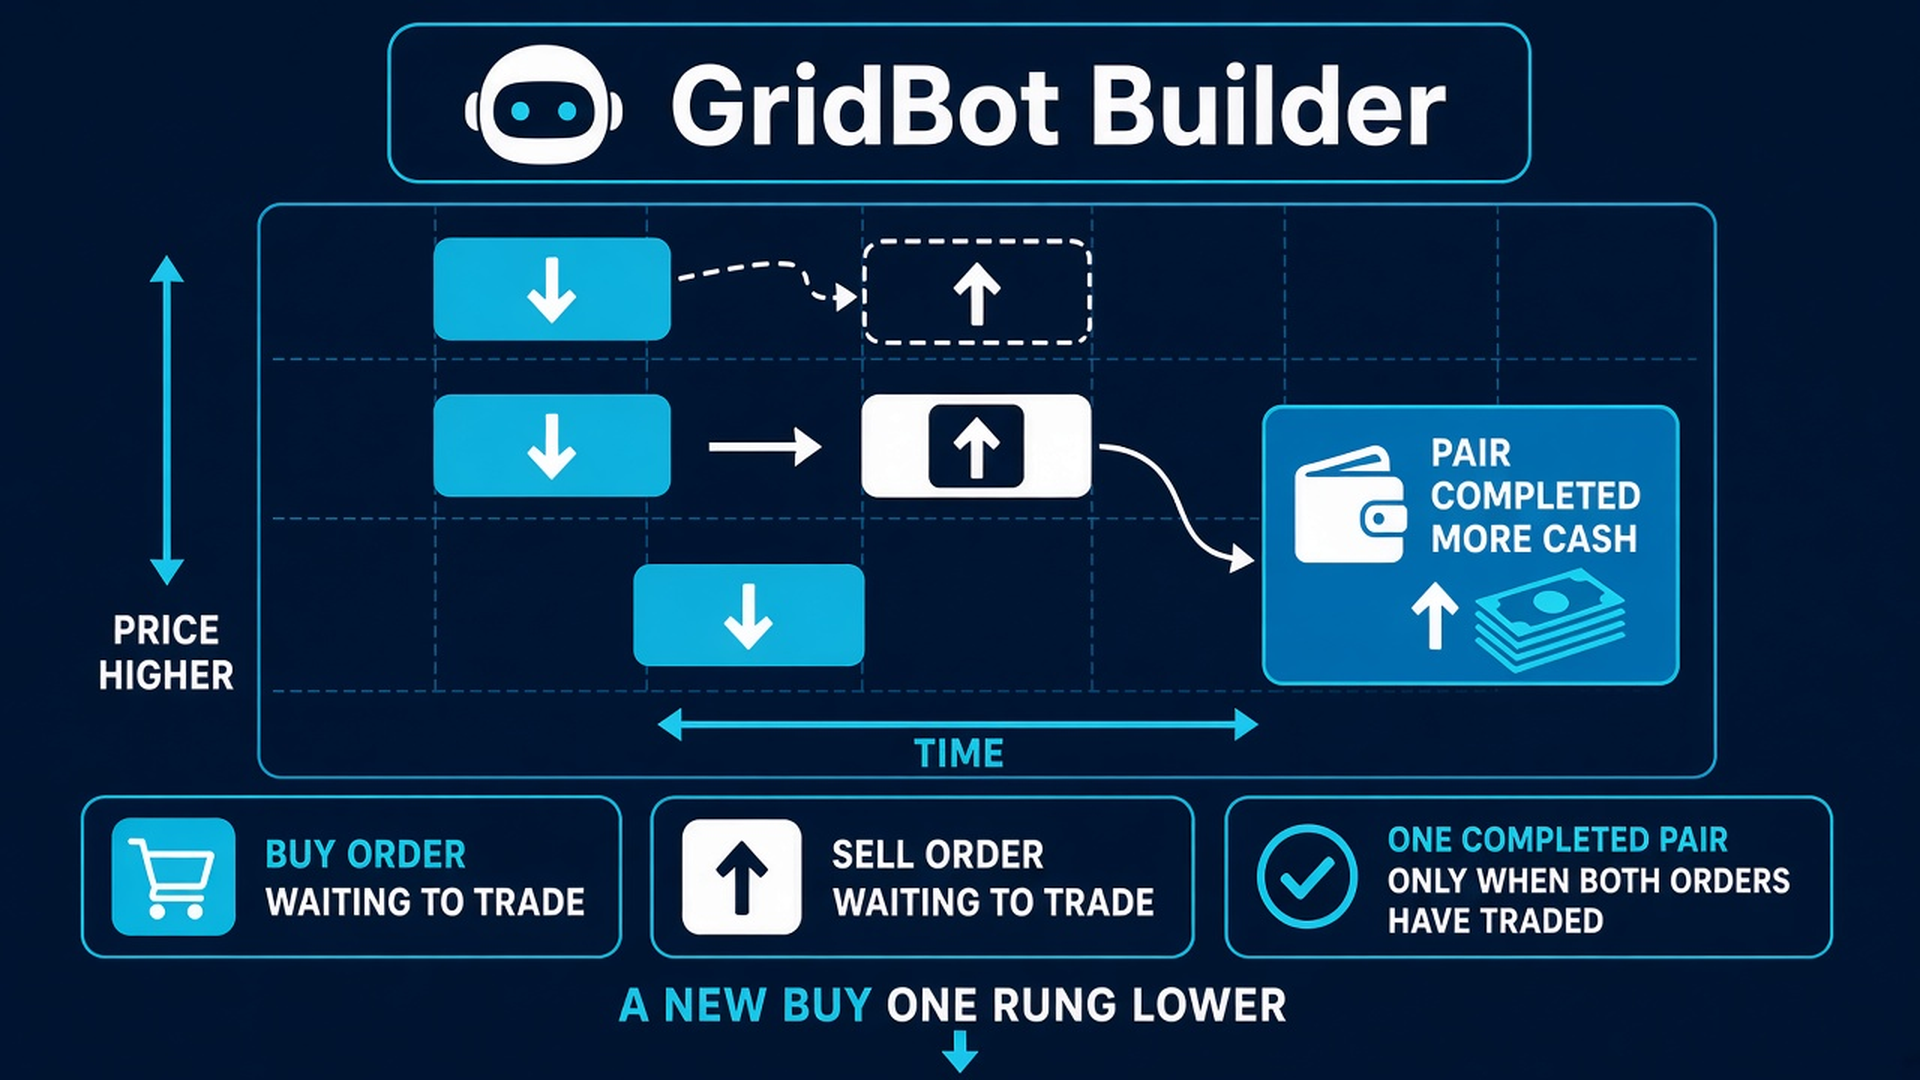 GridBot Builder
PRICE
HIGHER
PAIR
COMPLETED
MORE CASH
TIME
BUY ORDER
WAITING TO TRADE
SELL ORDER
WAITING TO TRADE
ONE COMPLETED PAIR
ONLY WHEN BOTH ORDERS
HAVE TRADED
A NEW BUY ONE RUNG LOWER